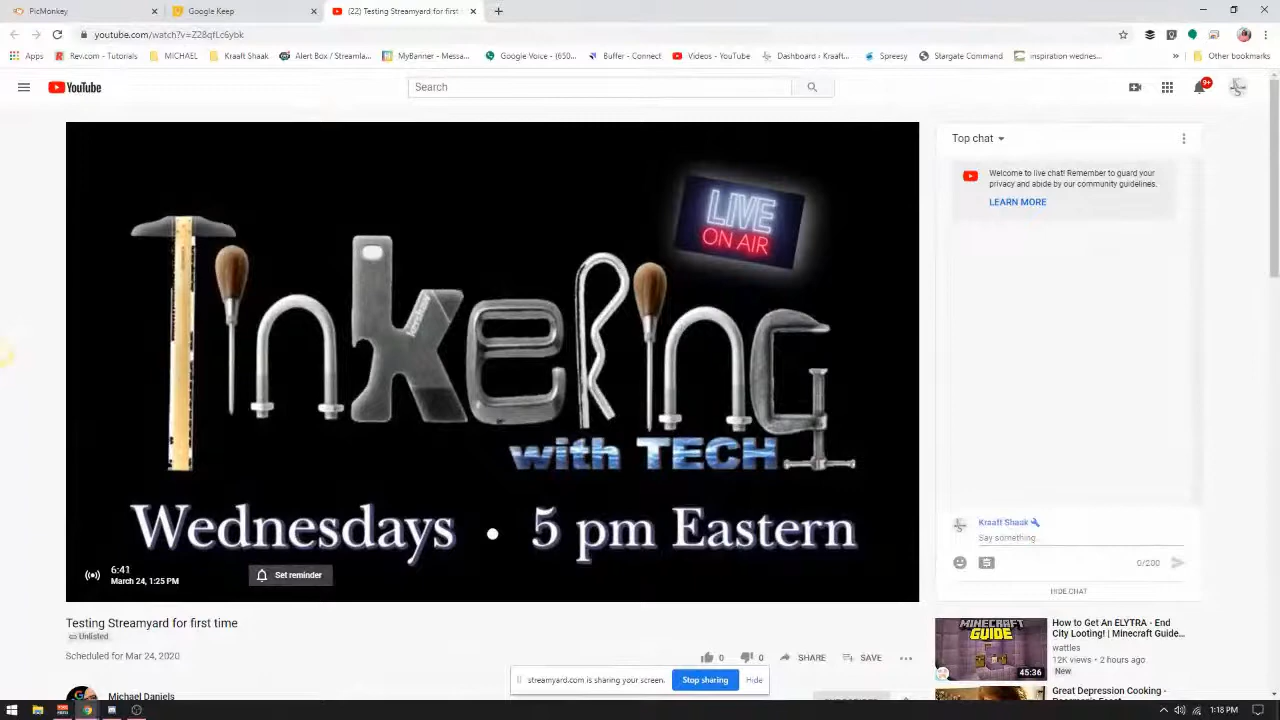 PicMonkey
Google Keep
(22) Testing Streamyard for first
youtube.com/watch?v=Z28qfLc6ybk
Apps
Rev.com - Tutorials
MICHAEL
Kraaft Shaak
Alert Box / Streamla...
MyBanner - Messa...
Google Voice - (650...
Buffer - Connect
Videos - YouTube
Dashboard ‹ Kraaft...
Spreesy
Stargate Command
inspiration wednes...
Other bookmarks
YouTube
Search
9+
Tinkering
LIVE
ON AIR
with TECH
Wednesdays • 5 pm Eastern
6:41
March 24, 1:25 PM
Set reminder
Top chat
Welcome to live chat! Remember to guard your
privacy and abide by our community guidelines.
LEARN MORE
Kraaft Shaak
Say something...
0/200
HIDE CHAT
Testing Streamyard for first time
Unlisted
Scheduled for Mar 24, 2020
0
0
SHARE
SAVE
Michael Daniels
streamyard.com is sharing your screen.
Stop sharing
Hide
MINECRAFT
GUIDE
45:36
How to Get An ELYTRA - End
City Looting! | Minecraft Guide...
wattles
12K views • 2 hours ago
New
Great Depression Cooking -
1:18 PM